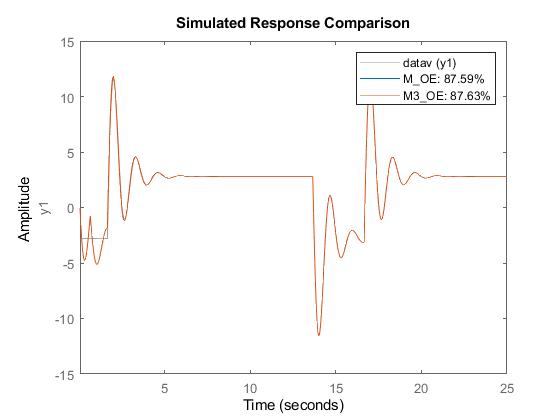 Simulated Response Comparison
15
10
5
0
-5
-10
-15
Amplitude
y1
datav (y1)
M_OE: 87.59%
M3_OE: 87.63%
5
10
15
20
25
Time (seconds)